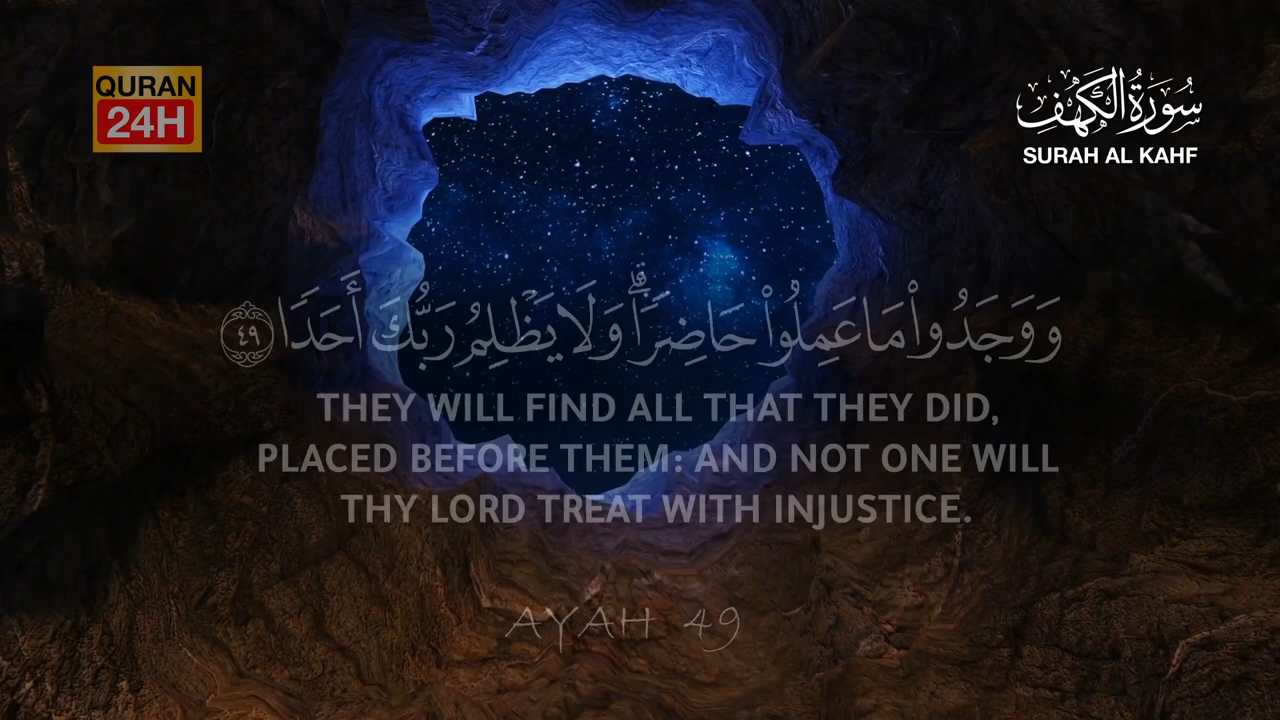 QURAN
24H
سُورَةُ الْكَهْفِ
SURAH AL KAHF
وَوَجَدُوا۟ مَا عَمِلُوا۟ حَاضِرًۭا ۗ وَلَا يَظْلِمُ رَبُّكَ أَحَدًۭا ٤٩
THEY WILL FIND ALL THAT THEY DID,
PLACED BEFORE THEM: AND NOT ONE WILL
THY LORD TREAT WITH INJUSTICE.
AYAH 49